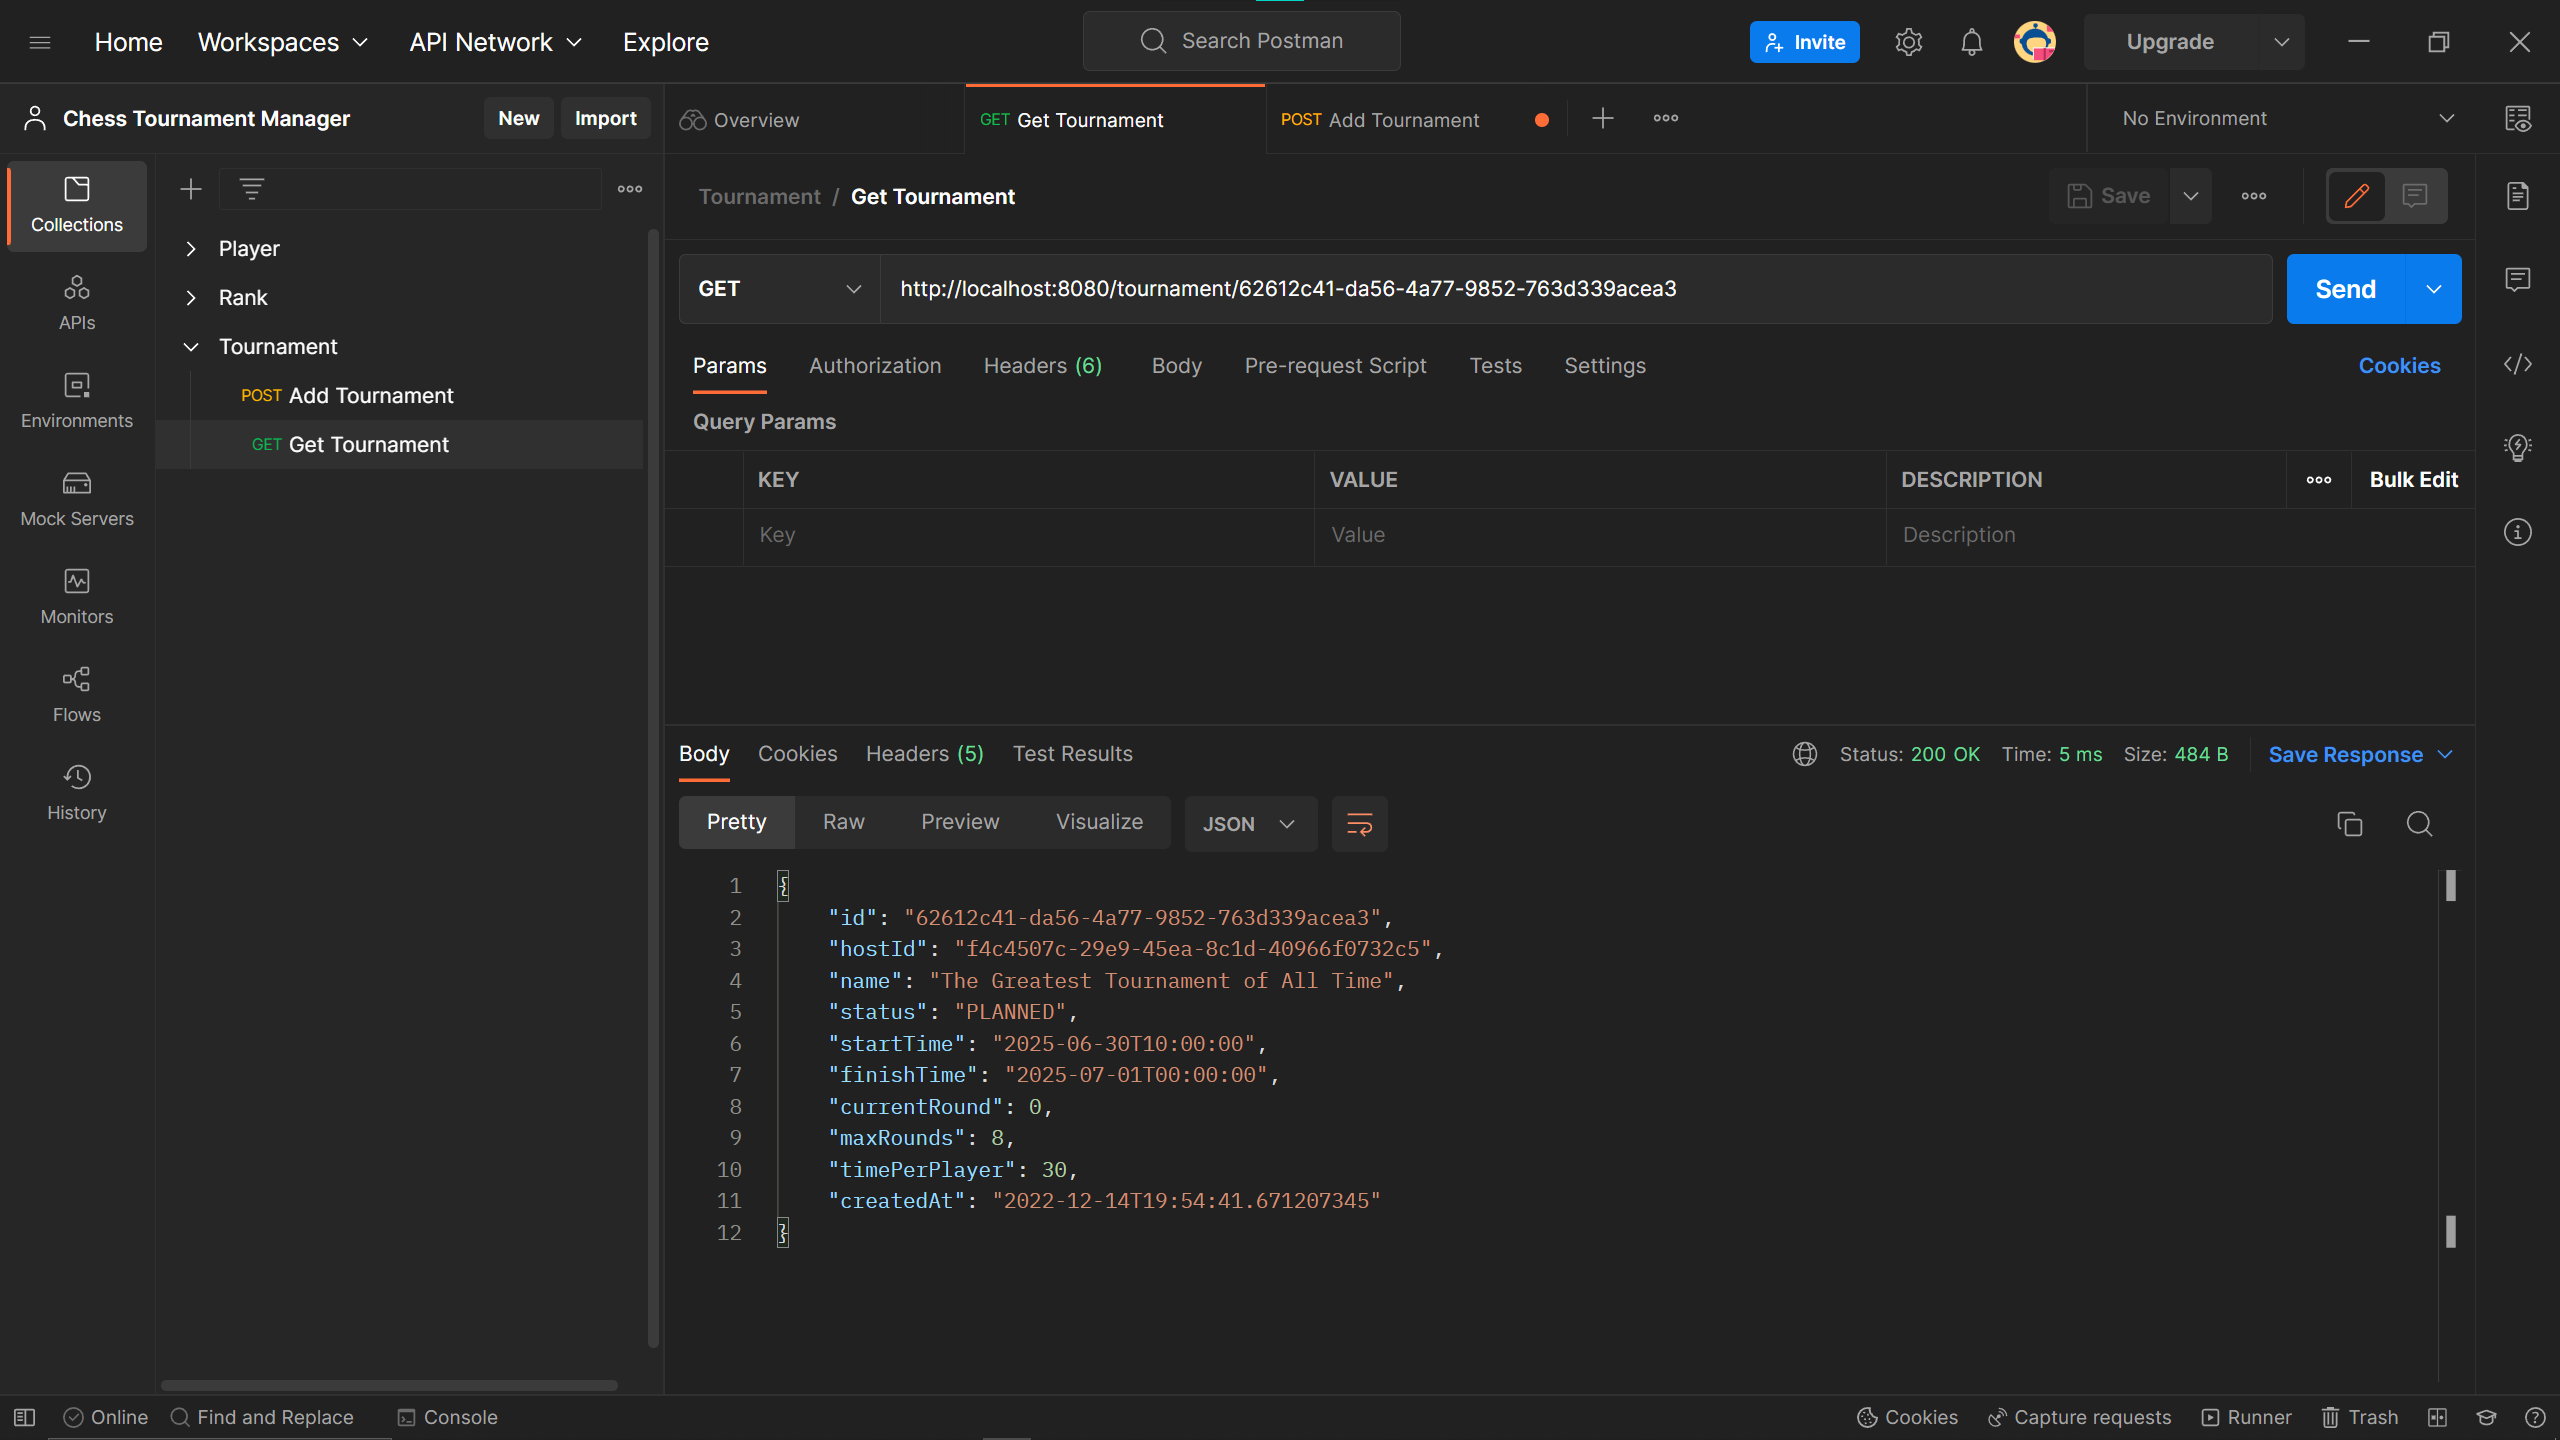 Home Workspaces API Network Explore Search Postman Invite Upgrade
Chess Tournament Manager New Import Overview GET Get Tournament POST Add Tournament No Environment
Collections
APIs
Environments
Mock Servers
Monitors
Flows
History
Player
Rank
Tournament
POST Add Tournament
GET Get Tournament
Tournament / Get Tournament Save
GET http://localhost:8080/tournament/62612c41-da56-4a77-9852-763d339acea3 Send
Params Authorization Headers (6) Body Pre-request Script Tests Settings Cookies
Query Params
KEY VALUE DESCRIPTION Bulk Edit
Key Value Description
Body Cookies Headers (5) Test Results Status: 200 OK Time: 5 ms Size: 484 B Save Response
Pretty Raw Preview Visualize JSON
1 {
2 "id": "62612c41-da56-4a77-9852-763d339acea3",
3 "hostId": "f4c4507c-29e9-45ea-8c1d-40966f0732c5",
4 "name": "The Greatest Tournament of All Time",
5 "status": "PLANNED",
6 "startTime": "2025-06-30T10:00:00",
7 "finishTime": "2025-07-01T00:00:00",
8 "currentRound": 0,
9 "maxRounds": 8,
10 "timePerPlayer": 30,
11 "createdAt": "2022-12-14T19:54:41.671207345"
12 }
Online Find and Replace Console Cookies Capture requests Runner Trash